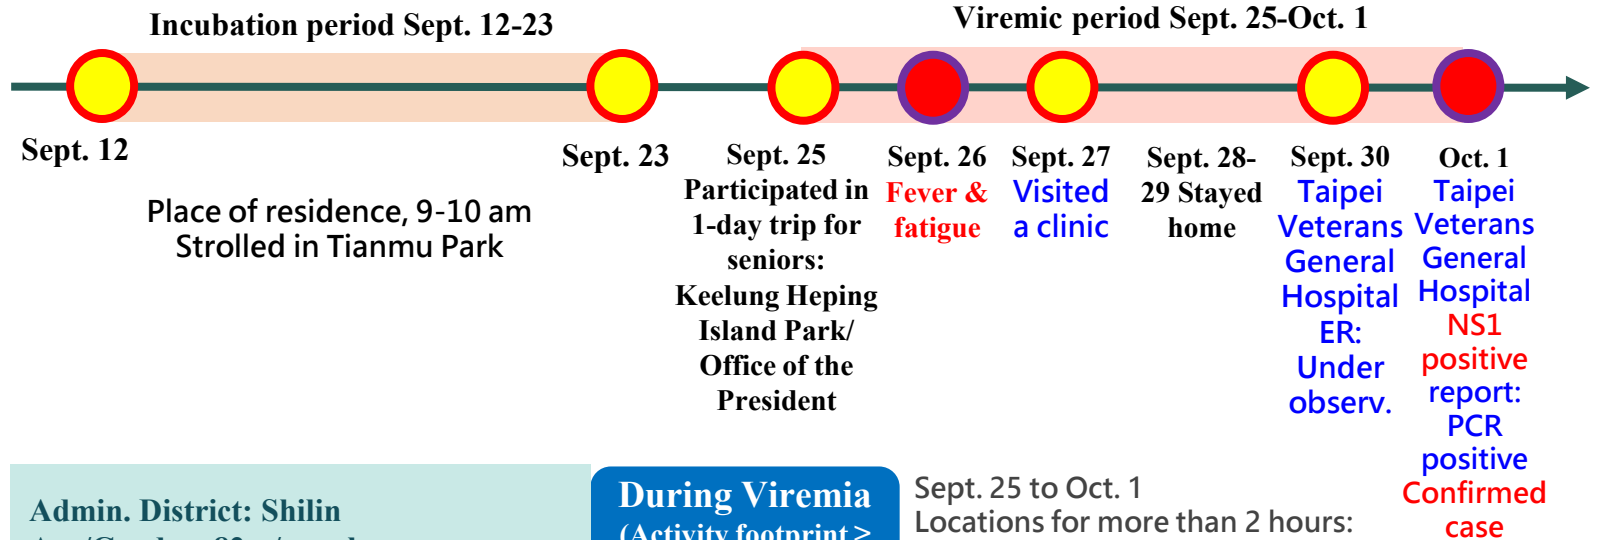 Incubation period Sept. 12-23
Viremic period Sept. 25-Oct. 1
Sept. 12
Sept. 23
Place of residence, 9-10 am
Strolled in Tianmu Park
Sept. 25
Participated in
1-day trip for
seniors:
Keelung Heping
Island Park/
Office of the
President
Sept. 26
Fever &
fatigue
Sept. 27
Visited
a clinic
Sept. 28-
29 Stayed
home
Sept. 30
Taipei
Veterans
General
Hospital
ER:
Under
observ.
Oct. 1
Taipei
Veterans
General
Hospital
NS1
positive
report:
PCR
positive
Confirmed
case
Admin. District: Shilin
During Viremia
(Activity footprint ≥
Sept. 25 to Oct. 1
Locations for more than 2 hours: